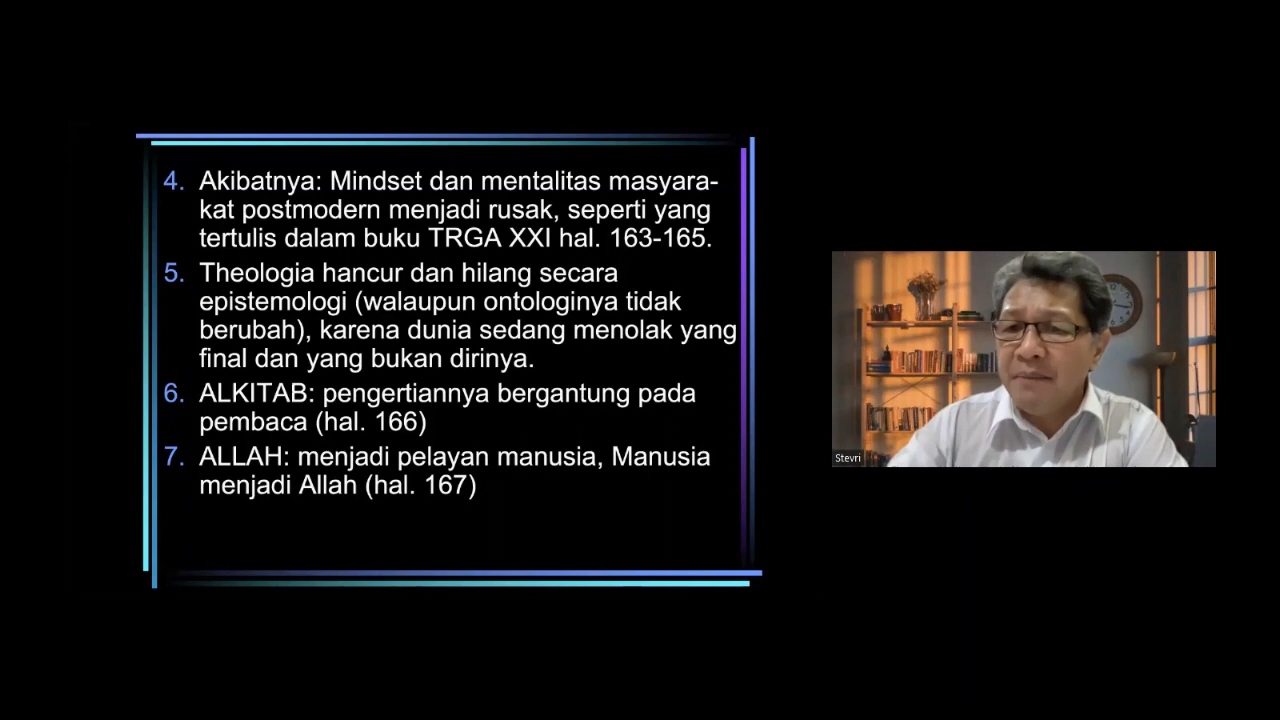 4. Akibatnya: Mindset dan mentalitas masyara-
kat postmodern menjadi rusak, seperti yang
tertulis dalam buku TRGA XXI hal. 163-165.
5. Theologia hancur dan hilang secara
epistemologi (walaupun ontologinya tidak
berubah), karena dunia sedang menolak yang
final dan yang bukan dirinya.
6. ALKITAB: pengertiannya bergantung pada
pembaca (hal. 166)
7. ALLAH: menjadi pelayan manusia, Manusia
menjadi Allah (hal. 167)
Stevri